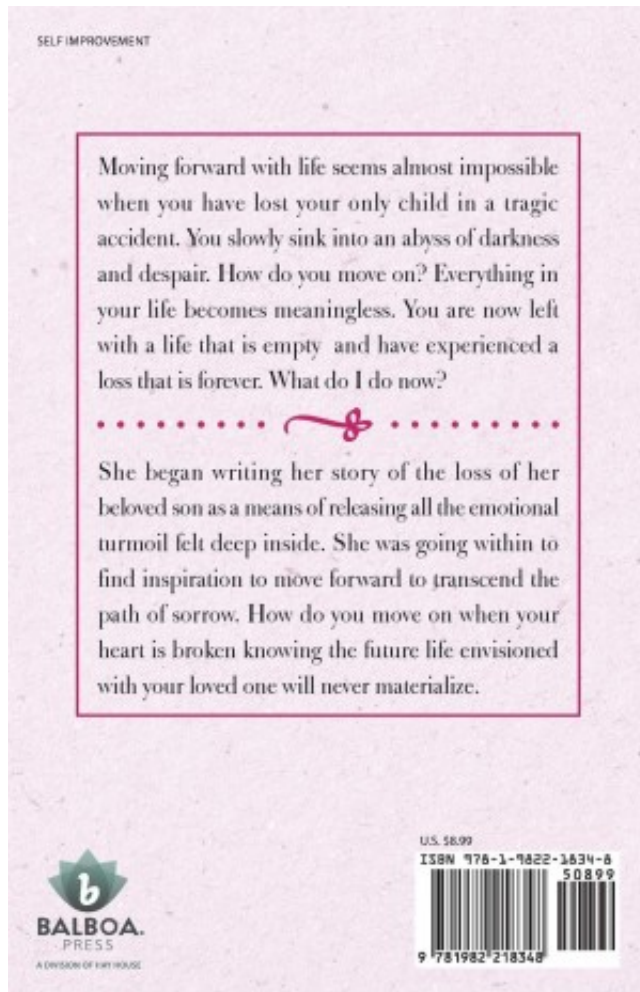 SELF IMPROVEMENT
Moving forward with life seems almost impossible
when you have lost your only child in a tragic
accident. You slowly sink into an abyss of darkness
and despair. How do you move on? Everything in
your life becomes meaningless. You are now left
with a life that is empty and have experienced a
loss that is forever. What do I do now?
She began writing her story of the loss of her
beloved son as a means of releasing all the emotional
turmoil felt deep inside. She was going within to
find inspiration to move forward to transcend the
path of sorrow. How do you move on when your
heart is broken knowing the future life envisioned
with your loved one will never materialize.
b
BALBOA.
PRESS
A DIVISION OF HAY HOUSE
U.S. $8.99
ISBN 978-1-9822-1834-8
50899
9 781982 218348